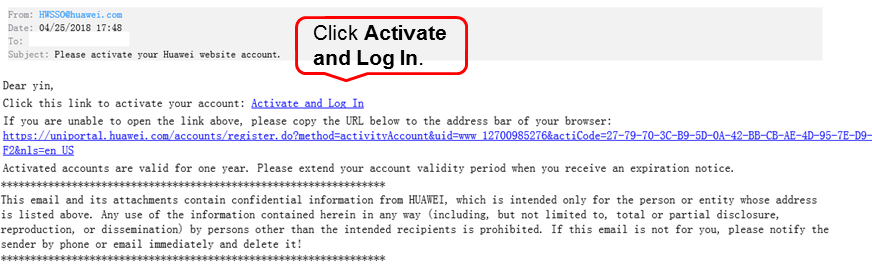 From: HWSSO@huawei.com
Date: 04/25/2018 17:48
To:
Subject: Please activate your Huawei website account.
Click Activate
and Log In.
Dear yin,
Click this link to activate your account: Activate and Log In
If you are unable to open the link above, please copy the URL below to the address bar of your browser:
https://uniportal.huawei.com/accounts/register.do?method=activityAccount&uid=www_12700985276&actiCode=27-79-70-3C-B9-5D-0A-42-BB-CB-AE-4D-95-7E-D9-
F2&nls=en_US
Activated accounts are valid for one year. Please extend your account validity period when you receive an expiration notice.
*****************************************************************
This email and its attachments contain confidential information from HUAWEI, which is intended only for the person or entity whose address
is listed above. Any use of the information contained herein in any way (including, but not limited to, total or partial disclosure,
reproduction, or dissemination) by persons other than the intended recipients is prohibited. If this email is not for you, please notify the
sender by phone or email immediately and delete it!
*****************************************************************